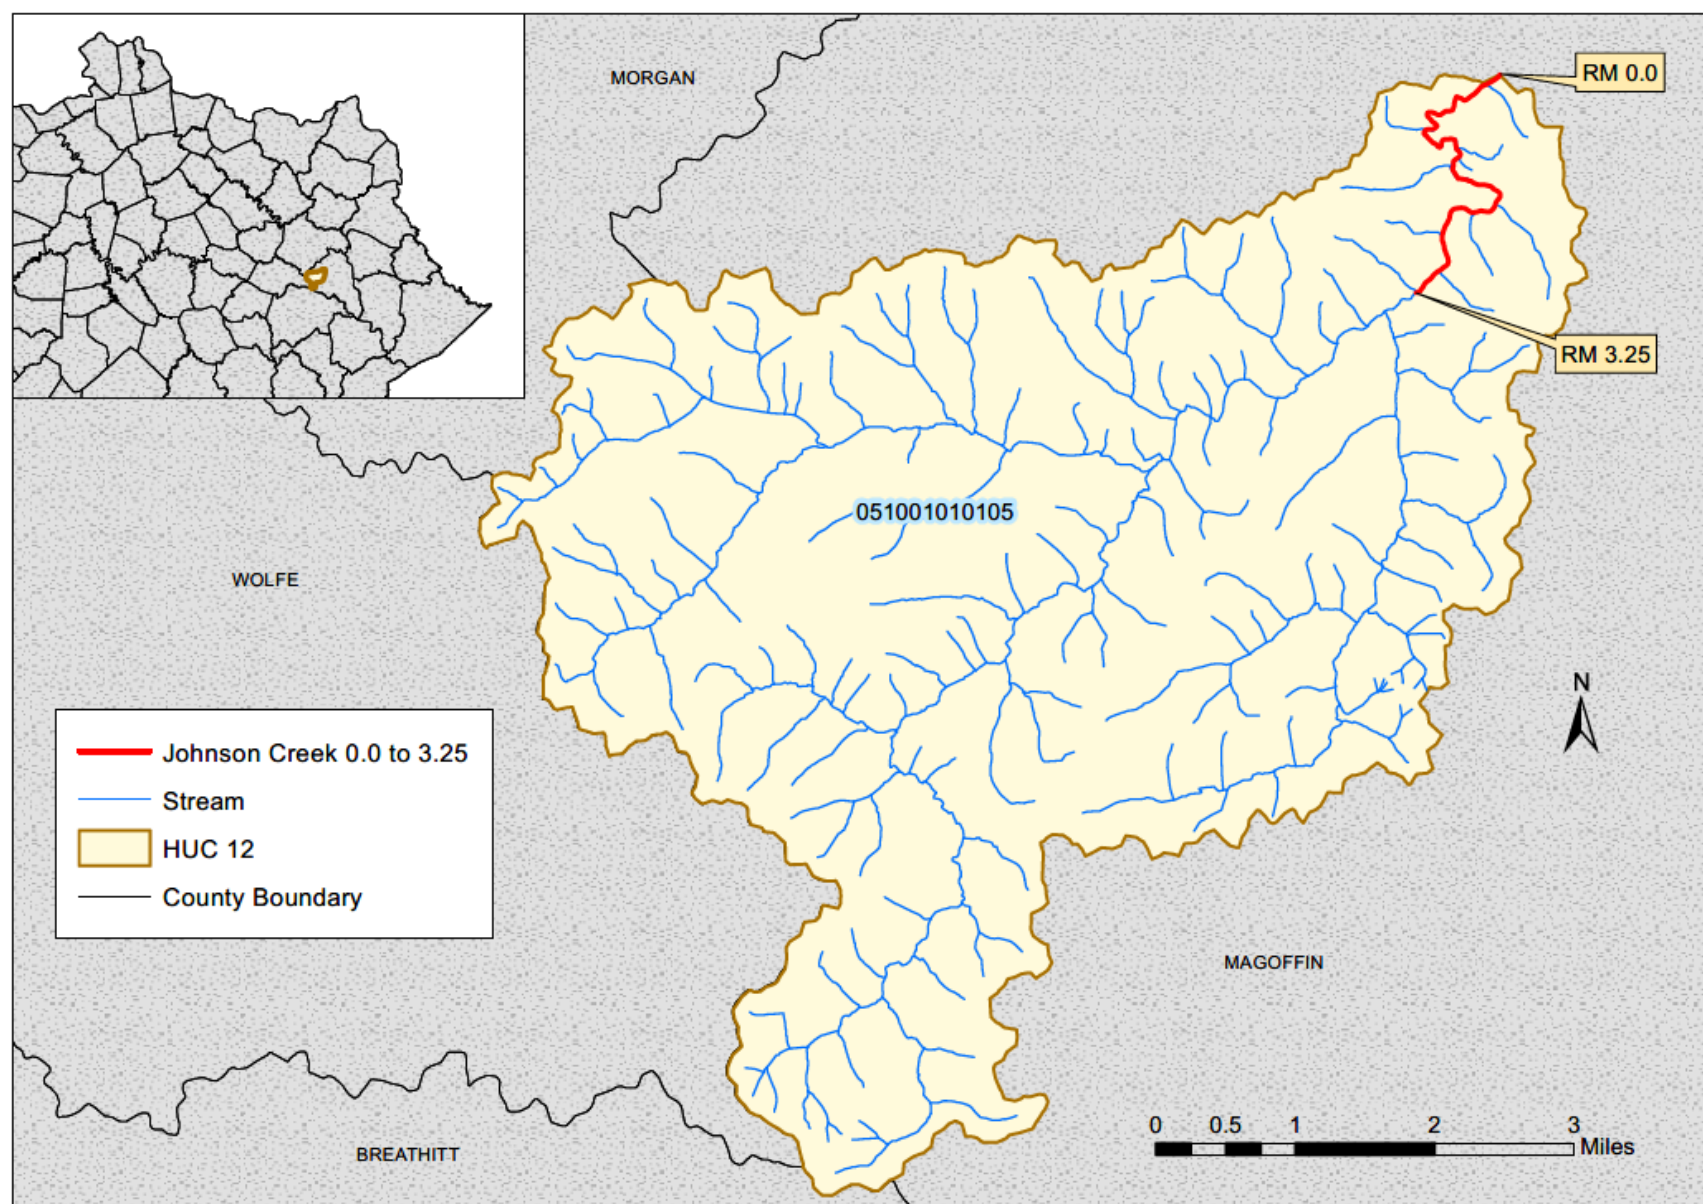 MORGAN
RM 0.0
RM 3.25
051001010105
WOLFE
N
Johnson Creek 0.0 to 3.25
Stream
HUC 12
County Boundary
MAGOFFIN
BREATHITT
0 0.5 1 2 3
Miles